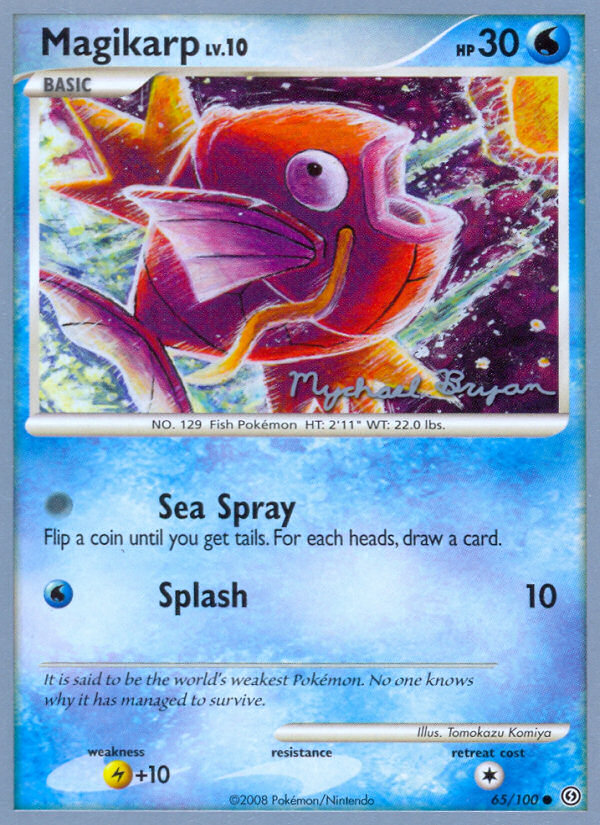 Magikarp LV.10 HP 30
BASIC
Mychael Bryan
NO. 129 Fish Pokémon HT: 2'11" WT: 22.0 lbs.
Sea Spray
Flip a coin until you get tails. For each heads, draw a card.
Splash 10
It is said to be the world's weakest Pokémon. No one knows
why it has managed to survive.
Illus. Tomokazu Komiya
weakness resistance retreat cost
+10
©2008 Pokémon/Nintendo 65/100